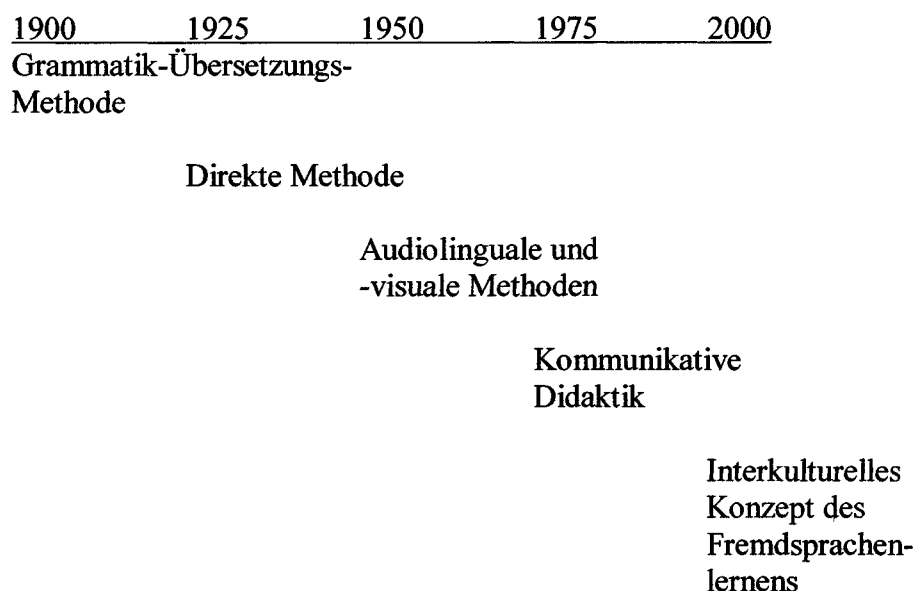 1900 1925 1950 1975 2000
Grammatik-Übersetzungs-
Methode
Direkte Methode
Audiolinguale und
-visuale Methoden
Kommunikative
Didaktik
Interkulturelles
Konzept des
Fremdsprachen-
lernens